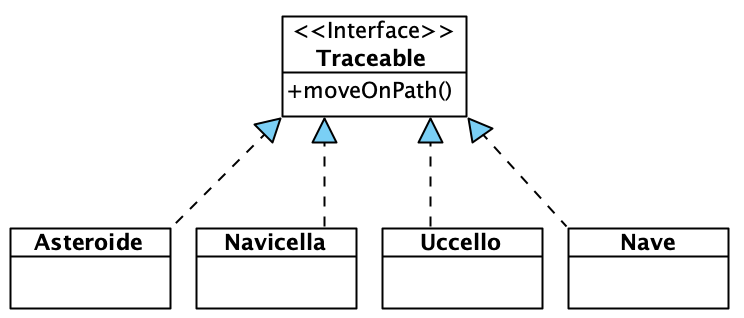 <<Interface>>
Traceable
+moveOnPath()
Asteroide
Navicella
Uccello
Nave